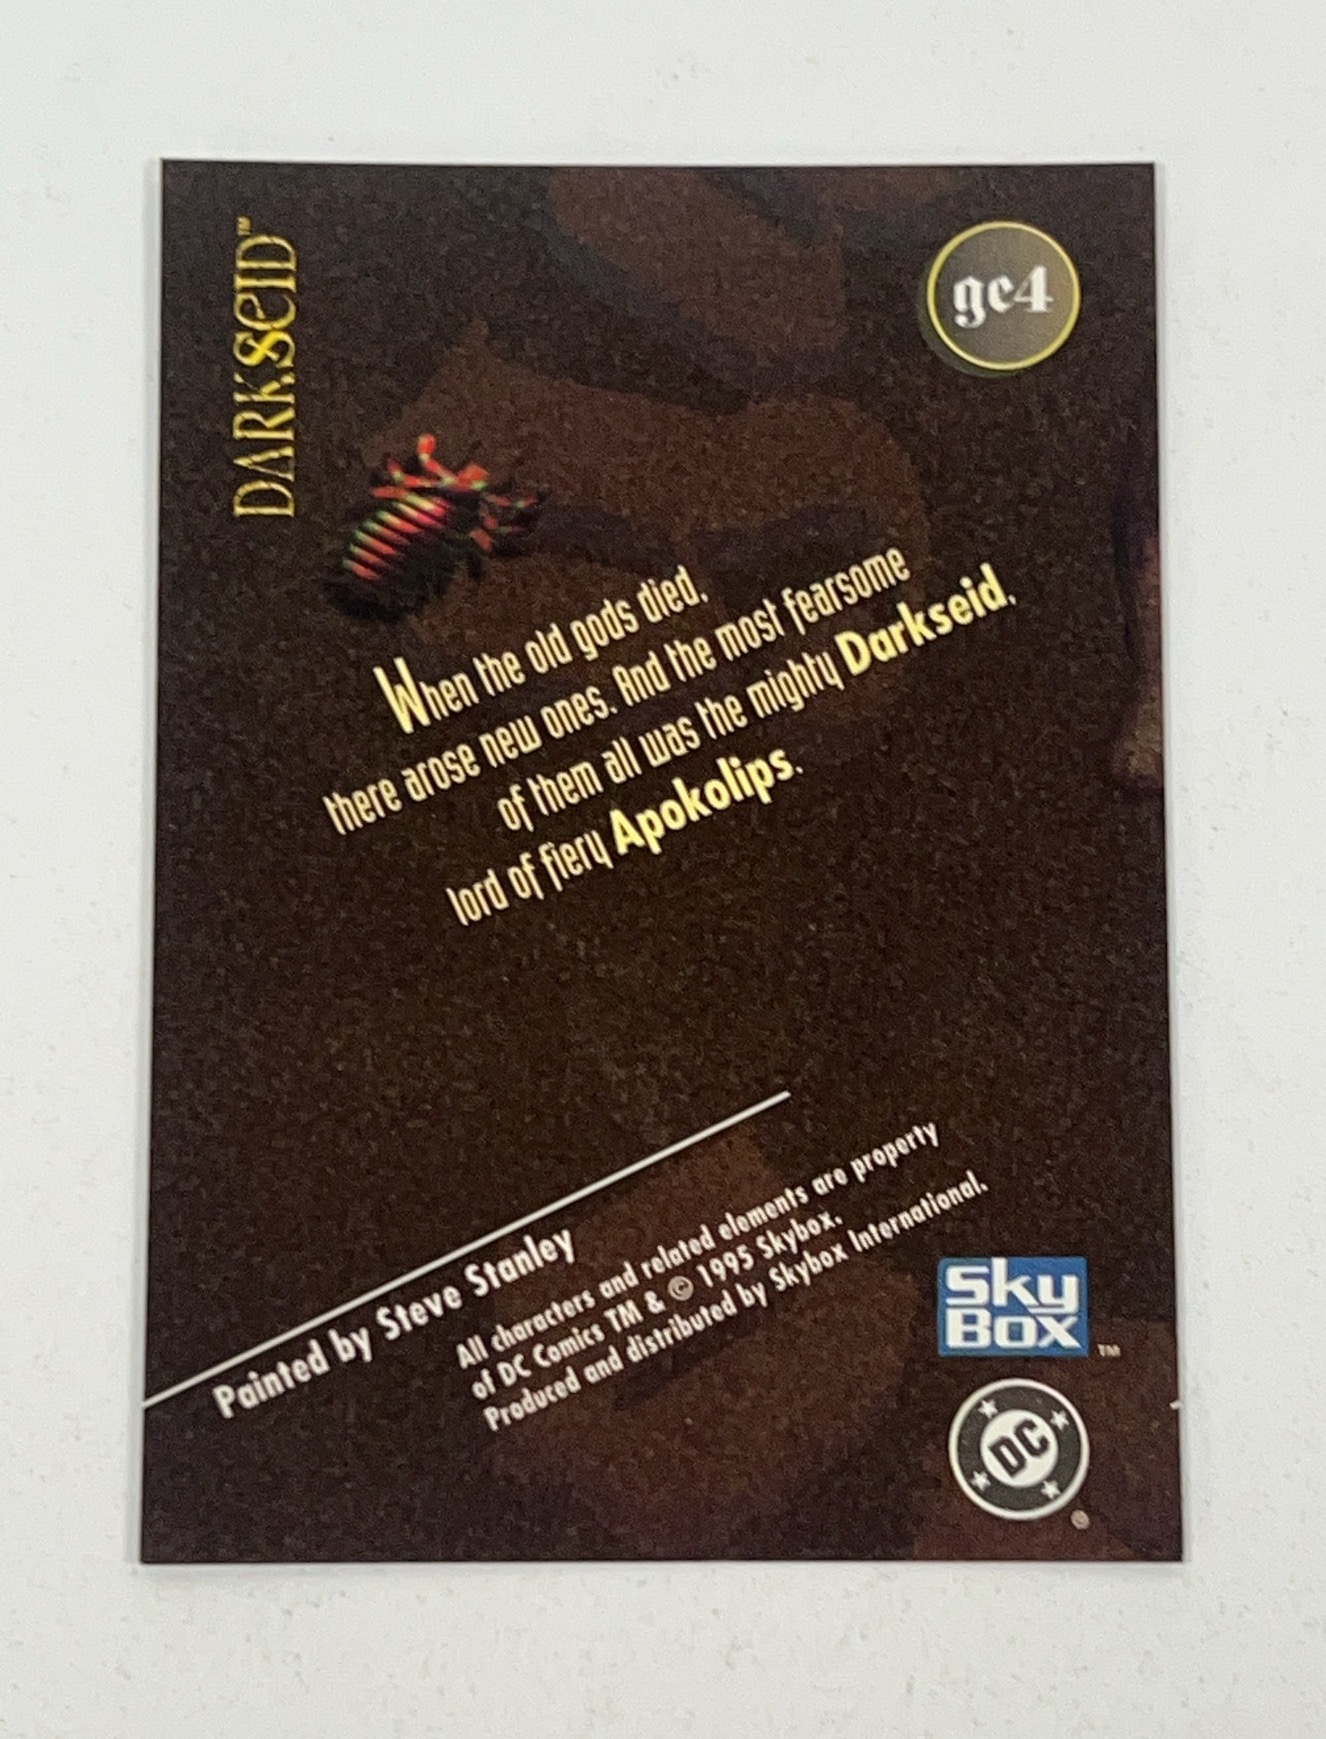 DARKSEID™
gc4
When the old gods died,
there arose new ones. And the most fearsome
of them all was the mighty Darkseid,
lord of fiery Apokolips.
Painted by Steve Stanley
All characters and related elements are property
of DC Comics TM & © 1995 Skybox.
Produced and distributed by Skybox International.
Sky
Box TM
DC ®